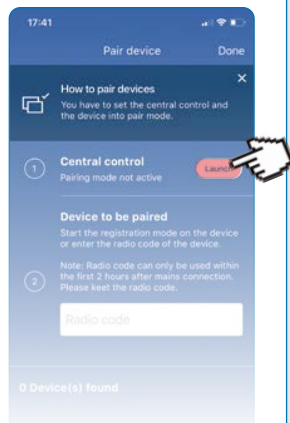 17:41
Pair device
Done
How to pair devices
You have to set the central control and
the device into pair mode.
1
Central control
Pairing mode not active
Launch
Device to be paired
Start the registration mode on the device
or enter the radio code of the device.
Note: Radio code can only be used within
the first 2 hours after mains connection.
Please keet the radio code.
2
Radio code
0 Device(s) found